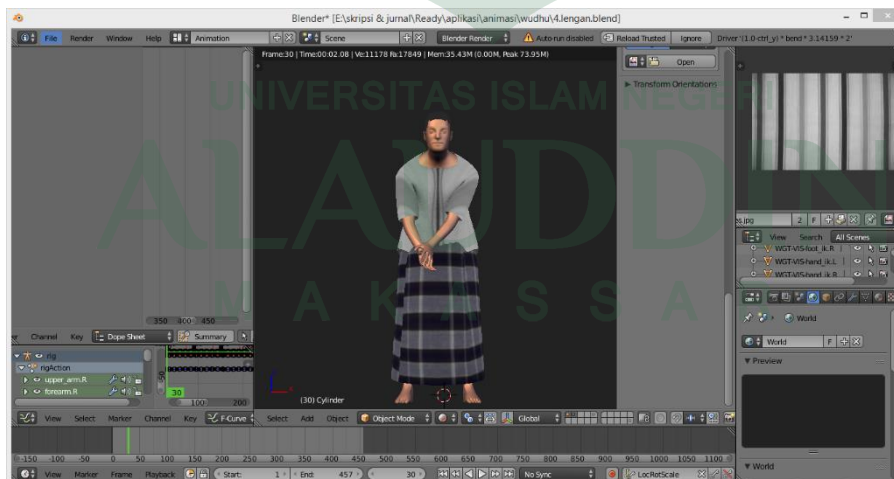 Blender* [E:\skripsi & jurnal\Ready\aplikasi\animasi\wudhu\4.lengan.blend]
File Render Window Help Animation Scene Blender Render Auto-run disabled Reload Trusted Ignore Driver '(1.0-ctrl_y) * bend * 3.14159 * 2'
Frame:30 | Time:00:02.08 | Ve:11178 Fa:17849 | Mem:35.43M (0.00M, Peak 73.95M)
Open
Transform Orientations
UNIVERSITAS ISLAM NEGERI
ALAUDDIN
MAKASSA
es.jpg 2 F
View Search All Scenes
WGT-VIS-foot_ik.R
WGT-VIS-hand_ik.L
WGT-VIS-hand_ik.R
World
World F
Preview
World
350 400 450
Channel Key Dope Sheet Summary
rig
rigAction
upper_arm.R
forearm.R
50
30
100 200
(30) Cylinder
View Select Marker Channel Key F-Curve
Select Add Object Object Mode Global
-150 -100 -50 0 50 100 150 200 250 300 350 400 450 500 550 600 650 700 750 800 850 900 950 1000 1050 1100
View Marker Frame Playback Start: 1 End: 457 30 No Sync LocRotScale